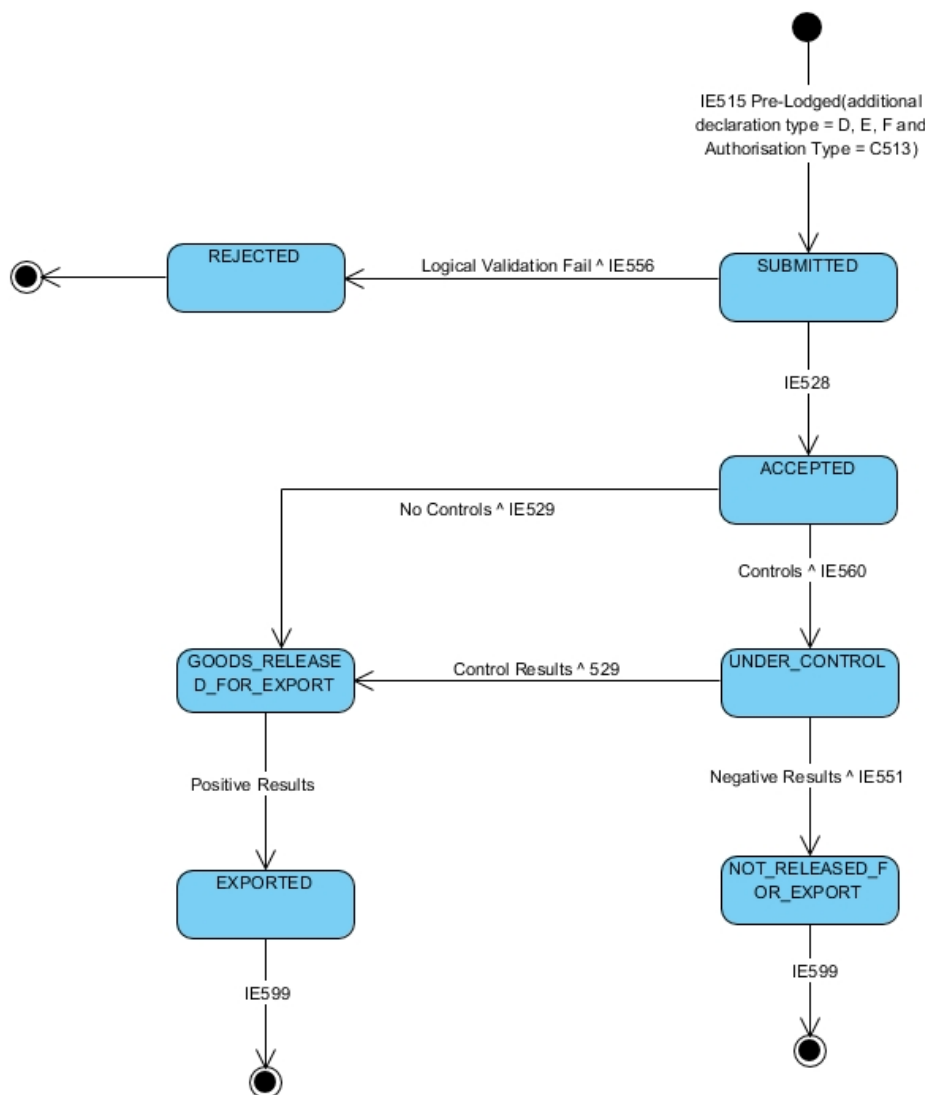 IE515 Pre-Lodged(additional
declaration type = D, E, F and
Authorisation Type = C513)
REJECTED
Logical Validation Fail ^ IE556
SUBMITTED
IE528
ACCEPTED
No Controls ^ IE529
Controls ^ IE560
GOODS_RELEASE
D_FOR_EXPORT
Control Results ^ 529
UNDER_CONTROL
Positive Results
Negative Results ^ IE551
EXPORTED
NOT_RELEASED_F
OR_EXPORT
IE599
IE599